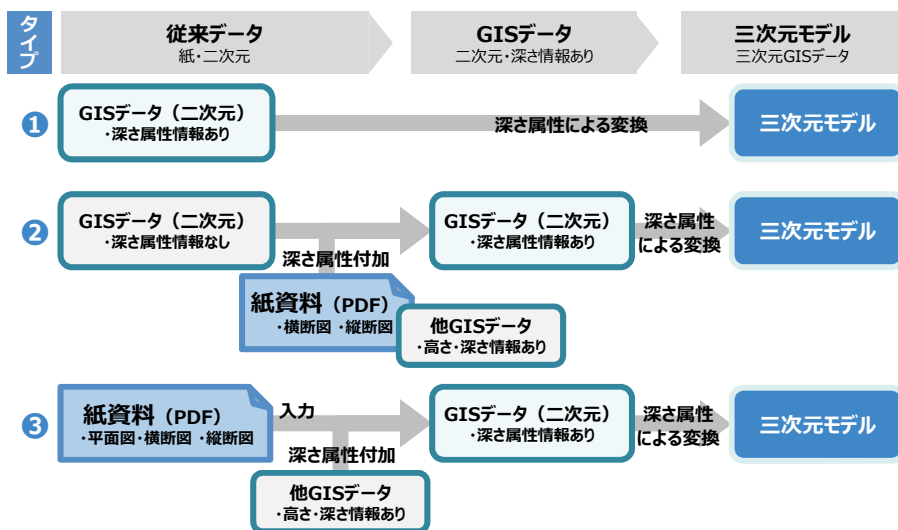 タイプ
従来データ
紙・二次元
GISデータ
二次元・深さ情報あり
三次元モデル
三次元GISデータ
1
GISデータ（二次元）
・深さ属性情報あり
深さ属性による変換
三次元モデル
2
GISデータ（二次元）
・深さ属性情報なし
深さ属性付加
紙資料（PDF）
・横断図 ・縦断図
他GISデータ
・高さ・深さ情報あり
GISデータ（二次元）
・深さ属性情報あり
深さ属性
による変換
三次元モデル
3
紙資料（PDF）
・平面図・横断図 ・縦断図
入力
深さ属性付加
他GISデータ
・高さ・深さ情報あり
GISデータ（二次元）
・深さ属性情報あり
深さ属性
による変換
三次元モデル